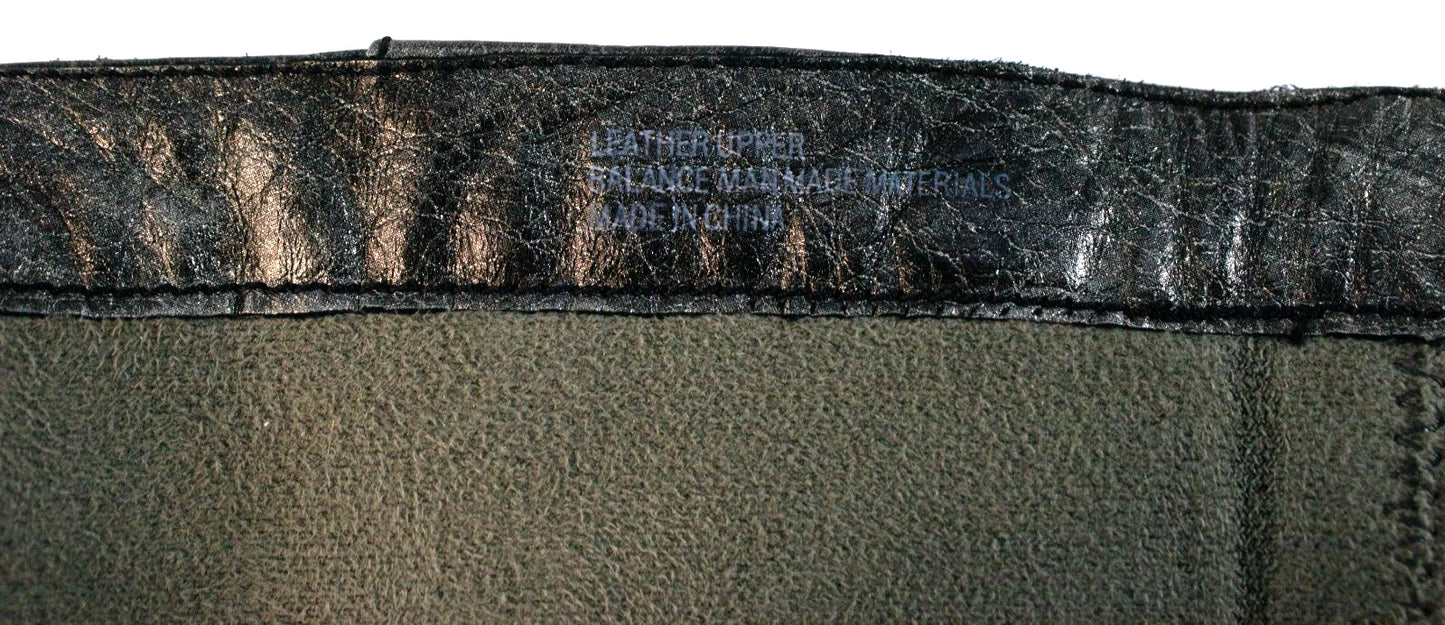 LEATHER UPPER
BALANCE MAN MADE MATERIALS
MADE IN CHINA